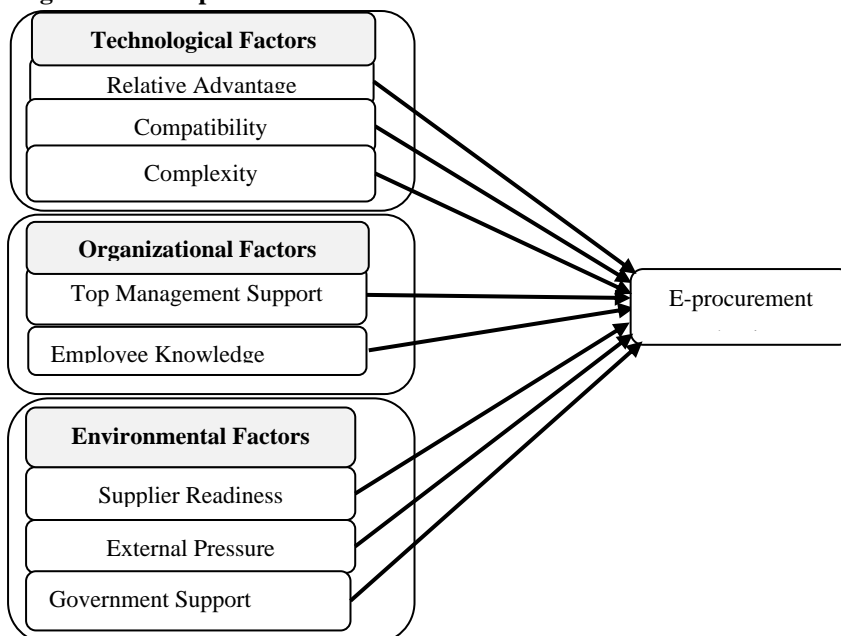 Technological Factors
Relative Advantage
Compatibility
Complexity
Organizational Factors
Top Management Support
Employee Knowledge
E-procurement
Environmental Factors
Supplier Readiness
External Pressure
Government Support